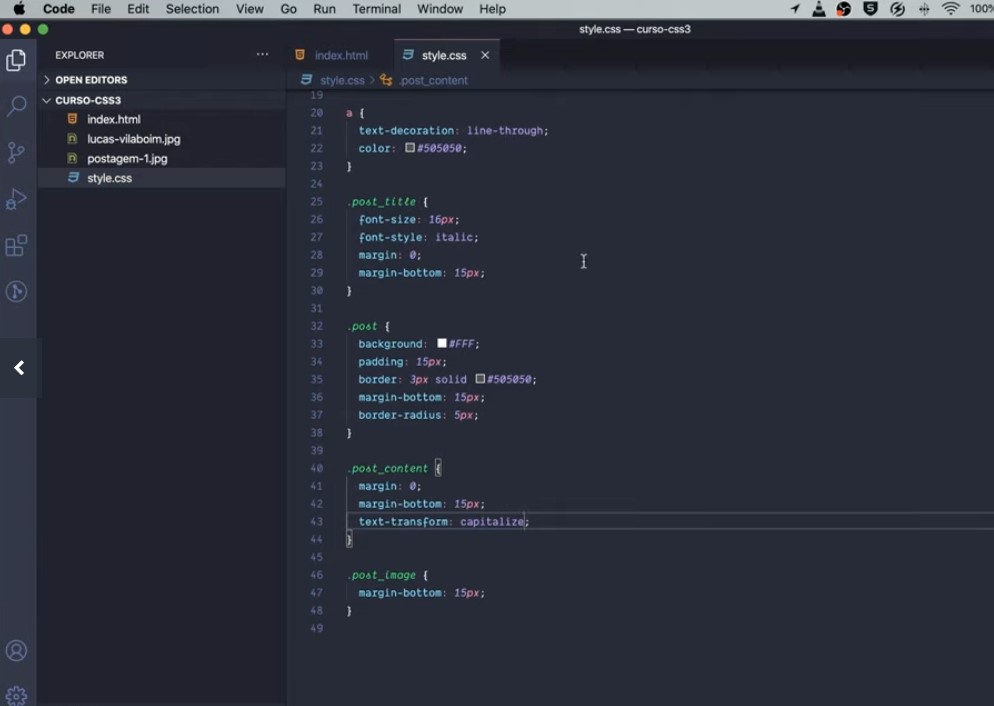 Code File Edit Selection View Go Run Terminal Window Help 100%
style.css — curso-css3
EXPLORER
OPEN EDITORS
CURSO-CSS3
index.html
lucas-vilaboim.jpg
postagem-1.jpg
style.css
index.html style.css
style.css > .post_content
19
20 a {
21 text-decoration: line-through;
22 color: #505050;
23 }
24
25 .post_title {
26 font-size: 16px;
27 font-style: italic;
28 margin: 0;
29 margin-bottom: 15px;
30 }
31
32 .post {
33 background: #FFF;
34 padding: 15px;
35 border: 3px solid #505050;
36 margin-bottom: 15px;
37 border-radius: 5px;
38 }
39
40 .post_content {
41 margin: 0;
42 margin-bottom: 15px;
43 text-transform: capitalize;
44 }
45
46 .post_image {
47 margin-bottom: 15px;
48 }
49